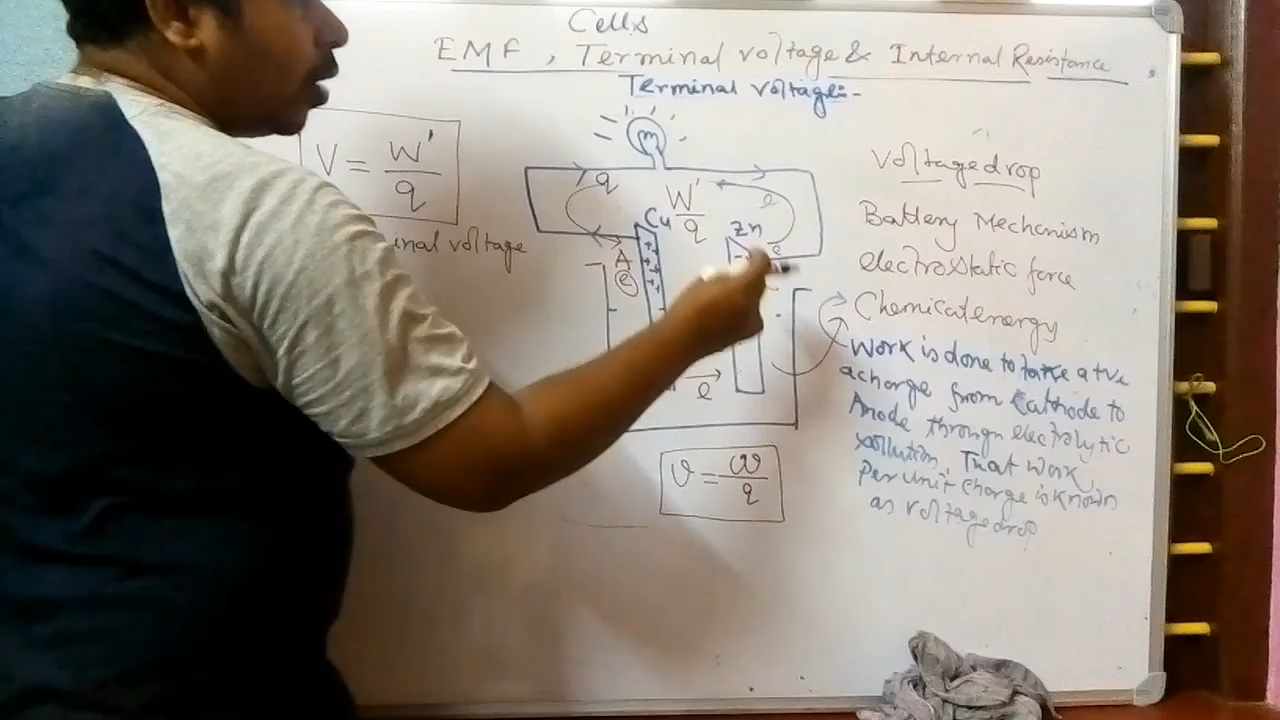 Cells
EMF, Terminal voltage & Internal Resistance
Terminal voltage:-
V = W'/q
inal voltage
q
W'/q
e
Cu
Zn
e
A
e
e
v = ω/q
Voltage drop
Battery Mechanism
electrostatic force
Chemical energy
Work is done to take a +ve
a charge from Cathode to
Anode through electrolytic
sollution, That work
Per unit charge is known
as voltage drop